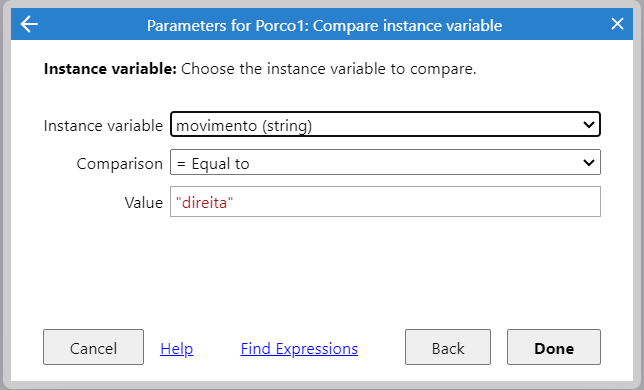 Parameters for Porco1: Compare instance variable
Instance variable: Choose the instance variable to compare.
Instance variable movimento (string)
Comparison = Equal to
Value "direita"
Cancel Help Find Expressions Back Done